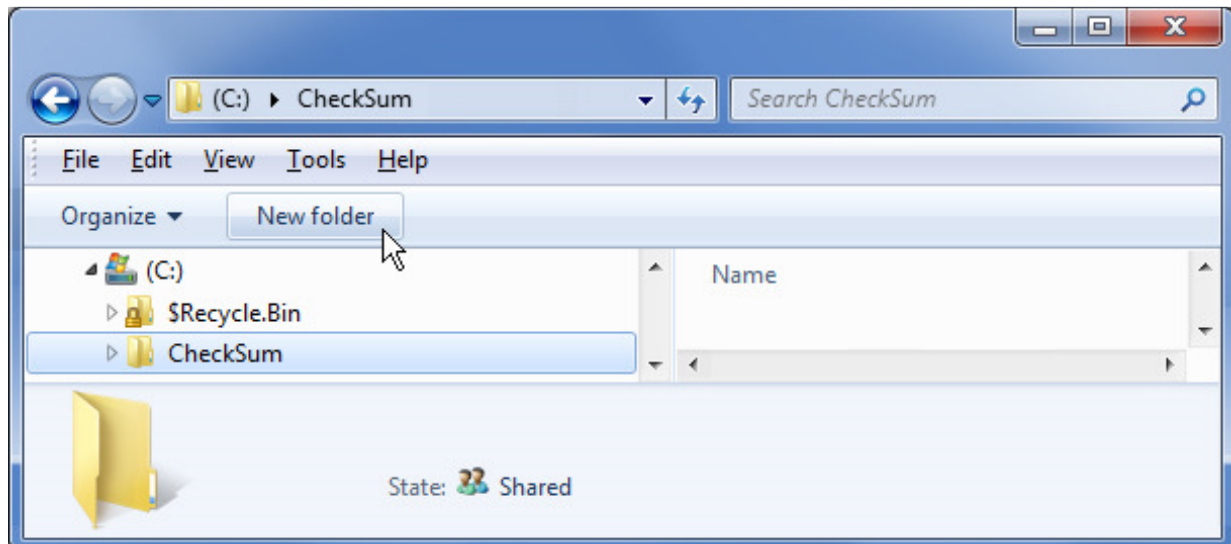 (C:) CheckSum Search CheckSum
File Edit View Tools Help
Organize New folder
(C:) Name
$Recycle.Bin
CheckSum
State: Shared